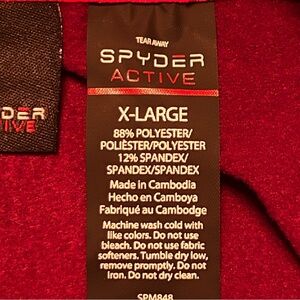 TEAR AWAY
SPYDER
ACTIVE
X-LARGE
88% POLYESTER/
POLIÈSTER/POLYESTER
12% SPANDEX/
SPANDEX/SPANDEX
Made in Cambodia
Hecho en Camboya
Fabriqué au Cambodge
Machine wash cold with
like colors. Do not use
bleach. Do not use fabric
softeners. Tumble dry low,
remove promptly. Do not
Iron. Do not dry clean.
SPM848
DER
IVE